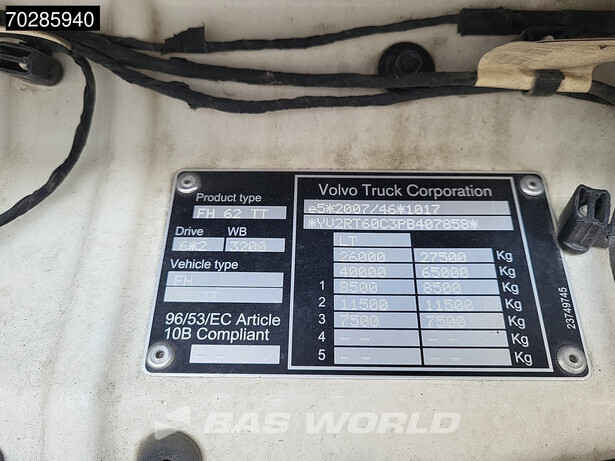 70285940
Product type
FH 62 TT
Drive WB
6*2 3200
Vehicle type
FH
96/53/EC Article
10B Compliant
-- --
Volvo Truck Corporation
e5*2007/46*1017
*YV2RT60C3PB407858*
LT
26000 27500 Kg
40000 65000 Kg
1 8500 8500 Kg
2 11500 11500 Kg
3 7500 7500 Kg
4 -- -- Kg
5 -- -- Kg
23749745
BAS WORLD